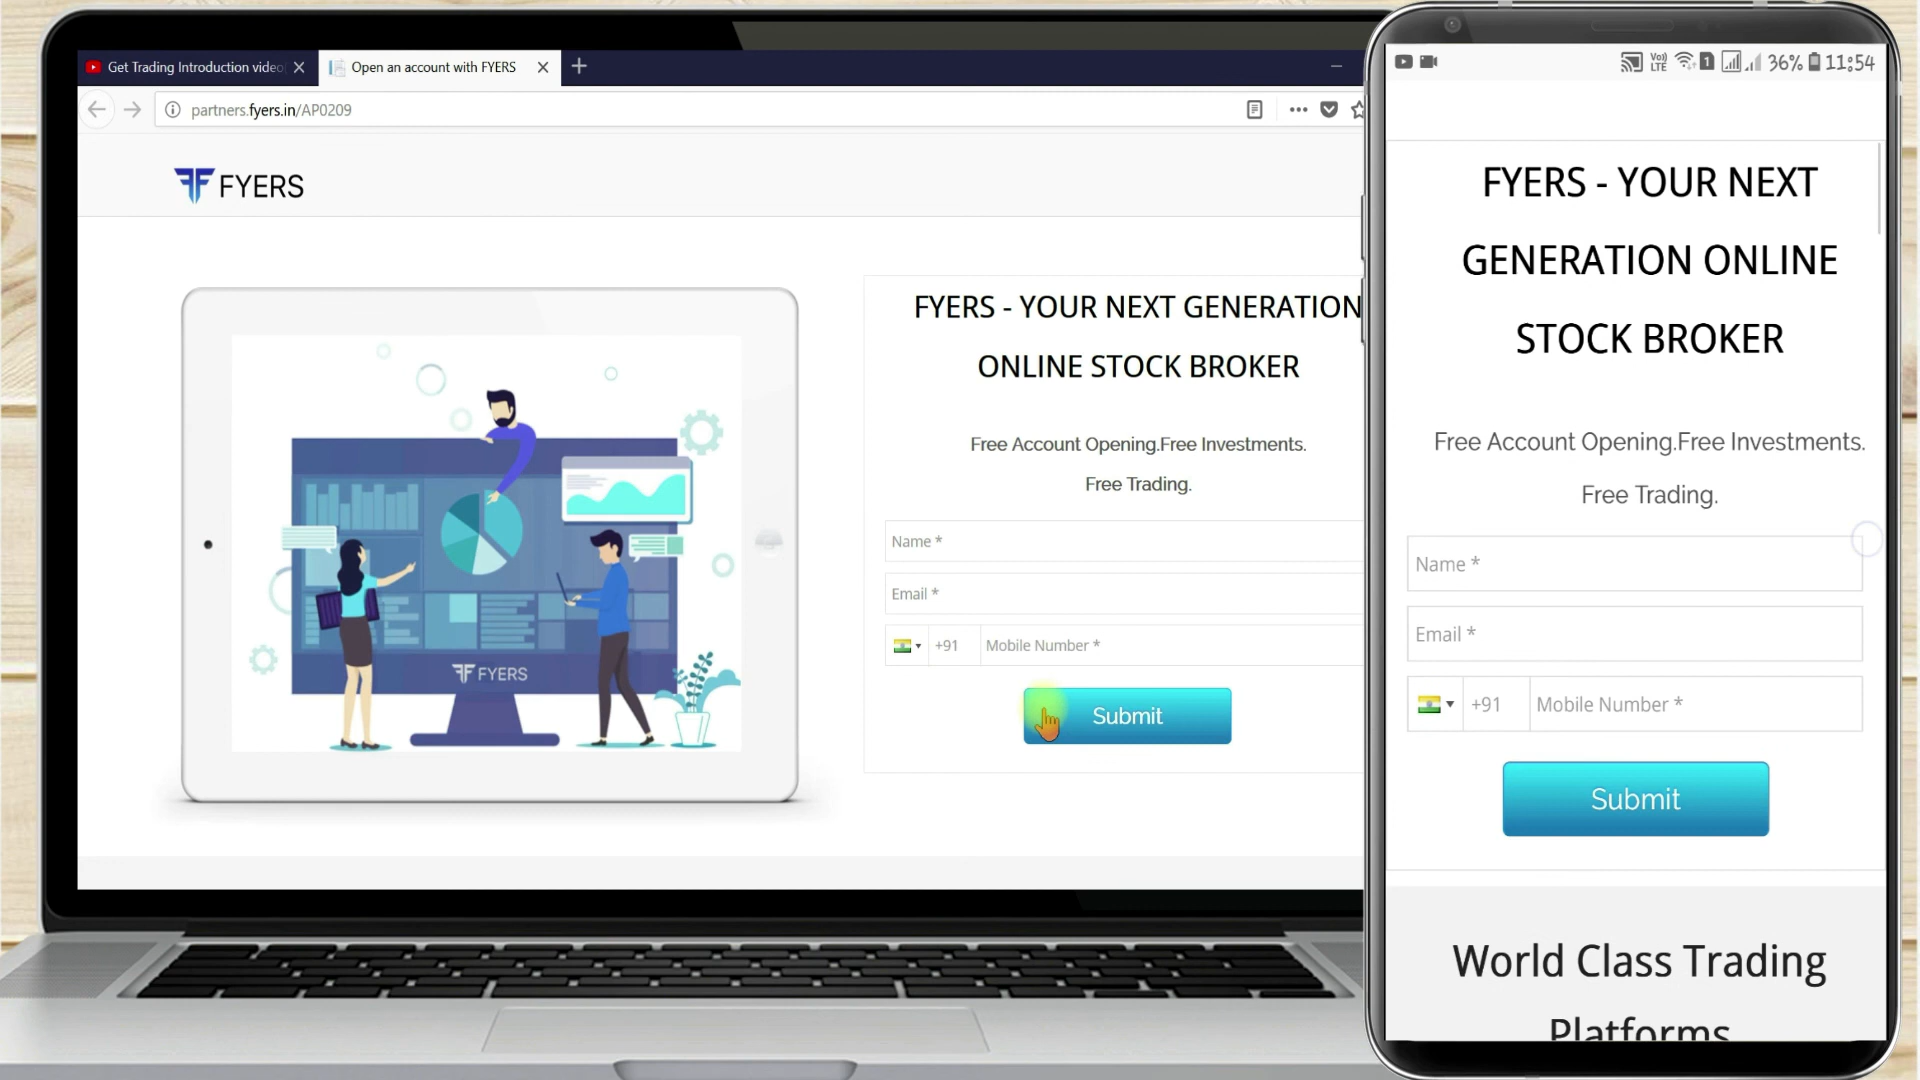 Get Trading Introduction video
Open an account with FYERS
partners.fyers.in/AP0209
FYERS
FYERS - YOUR NEXT GENERATION
ONLINE STOCK BROKER
Free Account Opening.Free Investments.
Free Trading.
Name *
Email *
+91 Mobile Number *
Submit
FYERS
Vo) LTE 1 36% 11:54
FYERS - YOUR NEXT
GENERATION ONLINE
STOCK BROKER
Free Account Opening.Free Investments.
Free Trading.
Name *
Email *
+91 Mobile Number *
Submit
World Class Trading
Platforms